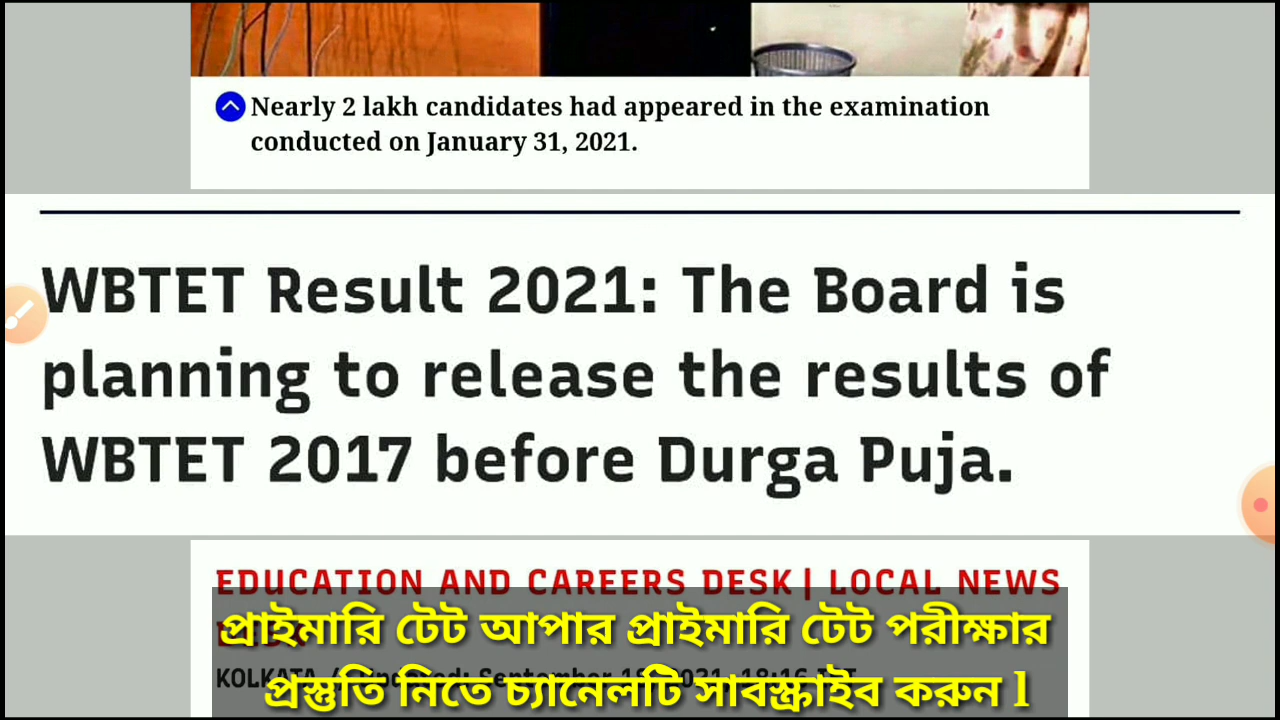 Nearly 2 lakh candidates had appeared in the examination
conducted on January 31, 2021.
WBTET Result 2021: The Board is
planning to release the results of
WBTET 2017 before Durga Puja.
EDUCATION AND CAREERS DESK| LOCAL NEWS
প্রাইমারি টেট আপার প্রাইমারি টেট পরীক্ষার
KOLKATA
প্রস্তুতি নিতে চ্যানেলটি সাবস্ক্রাইব করুন l